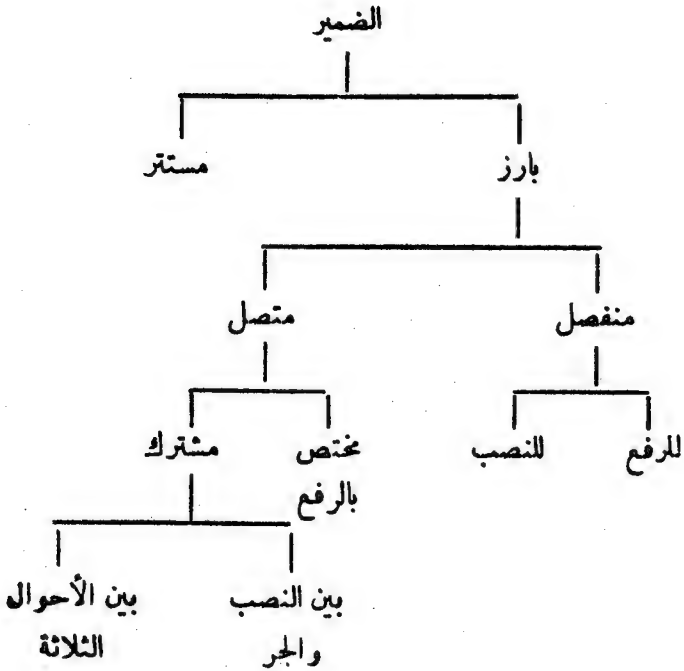 الضمير
بارز
مستتر
منفصل
متصل
للرفع
للنصب
مختص
بالرفع
مشترك
بين النصب
والجر
بين الأحوال
الثلاثة